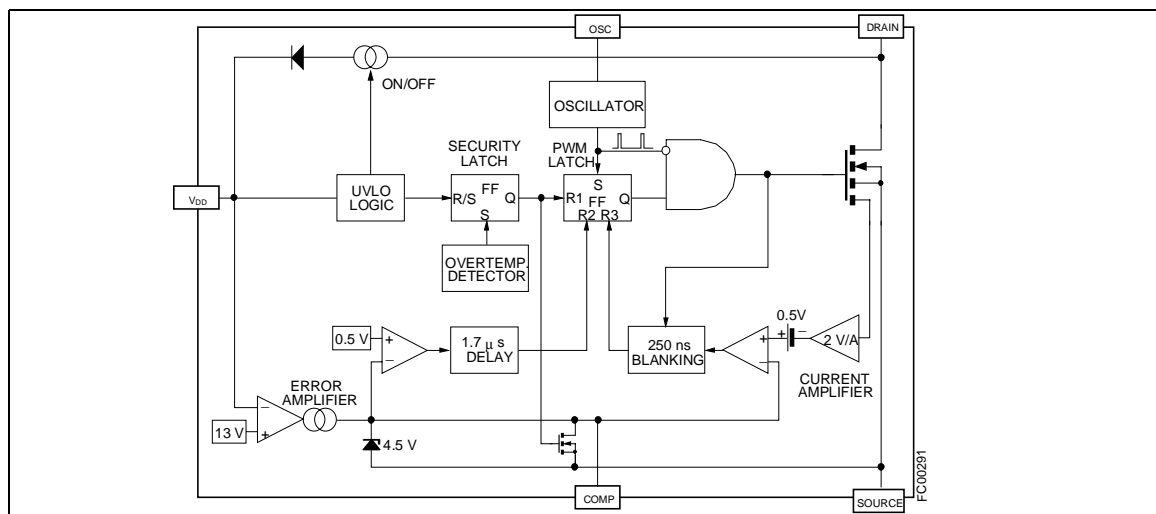 OSC
DRAIN
ON/OFF
OSCILLATOR
SECURITY
LATCH
PWM
LATCH
VDD
UVLO
LOGIC
R/S
FF
Q
S
S
R1
FF
Q
R2 R3
OVERTEMP.
DETECTOR
0.5V
+
−
0.5 V
+
−
1.7 μ s
DELAY
250 ns
BLANKING
+
−
2 V/A
CURRENT
AMPLIFIER
ERROR
AMPLIFIER
−
13 V
+
4.5 V
COMP
SOURCE
FC00291